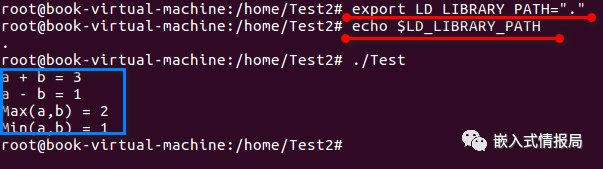 root@book-virtual-machine:/home/Test2# export LD_LIBRARY_PATH="."
root@book-virtual-machine:/home/Test2# echo $LD_LIBRARY_PATH
.
root@book-virtual-machine:/home/Test2# ./Test
a + b = 3
a - b = 1
Max(a,b) = 2
Min(a,b) = 1
root@book-virtual-machine:/home/Test2#
嵌入式情报局